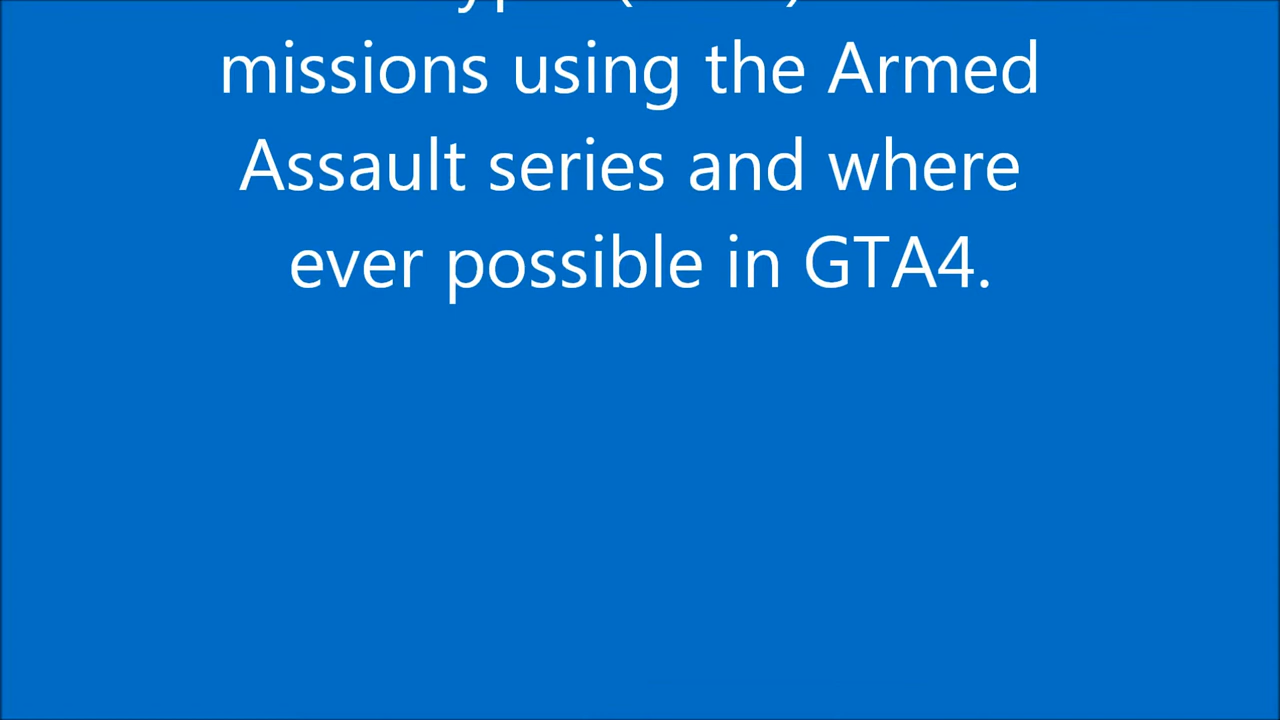 missions using the Armed
Assault series and where
ever possible in GTA4.